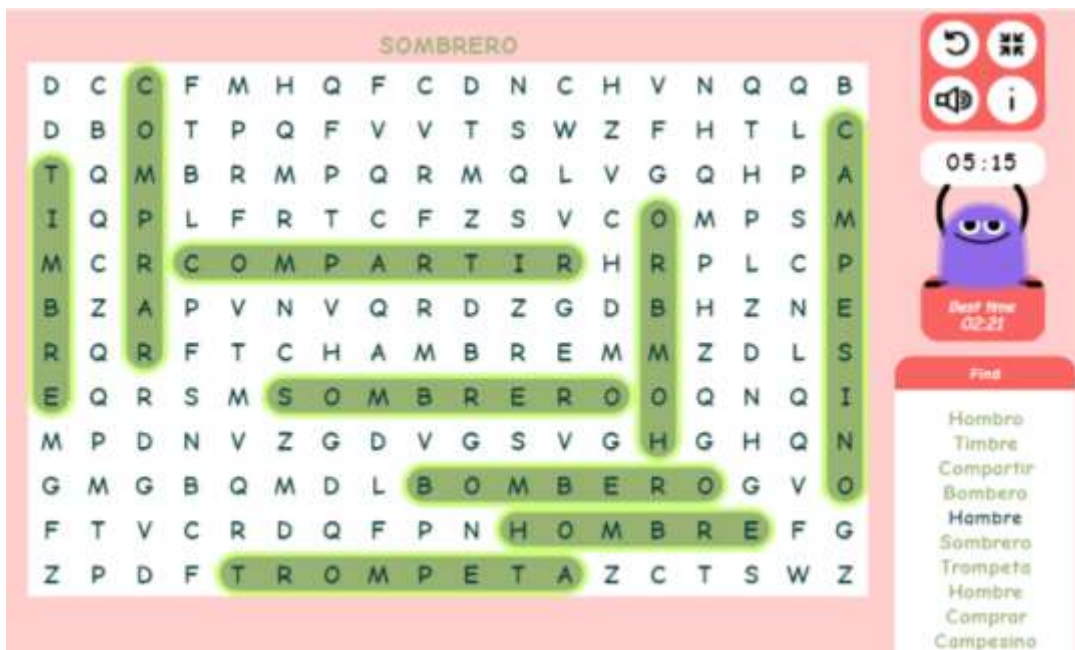 SOMBRERO
D C C F M H Q F C D N C H V N Q Q B
D B O T P Q F V V T S W Z F H T L C
T Q M B R M P Q R M Q L V G Q H P A
I Q P L F R T C F Z S V C O M P S M
M C R C O M P A R T I R H R P L C P
B Z A P V N V Q R D Z G D B H Z N E
R Q R F T C H A M B R E M M Z D L S
E Q R S M S O M B R E R O O Q N Q I
M P D N V Z G D V G S V G H G H Q N
G M G B Q M D L B O M B E R O G V O
F T V C R D Q F P N H O M B R E F G
Z P D F T R O M P E T A Z C T S W Z
i
05:15
Best time
02:21
Find
Hombro
Timbre
Compartir
Bombero
Hambre
Sombrero
Trompeta
Hombre
Comprar
Campesino